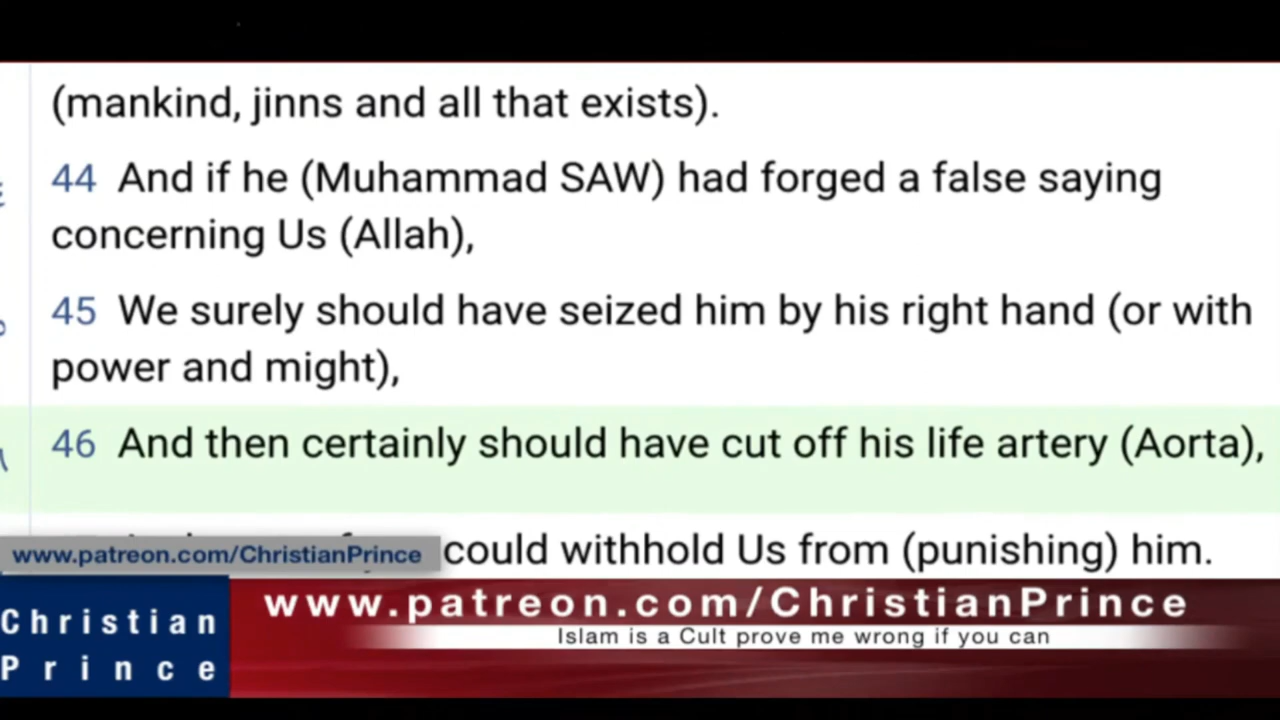 (mankind, jinns and all that exists).
44 And if he (Muhammad SAW) had forged a false saying
concerning Us (Allah),
45 We surely should have seized him by his right hand (or with
power and might),
46 And then certainly should have cut off his life artery (Aorta),
could withhold Us from (punishing) him.
www.patreon.com/ChristianPrince
www.patreon.com/ChristianPrince
Islam is a Cult prove me wrong if you can
Christian
Prince